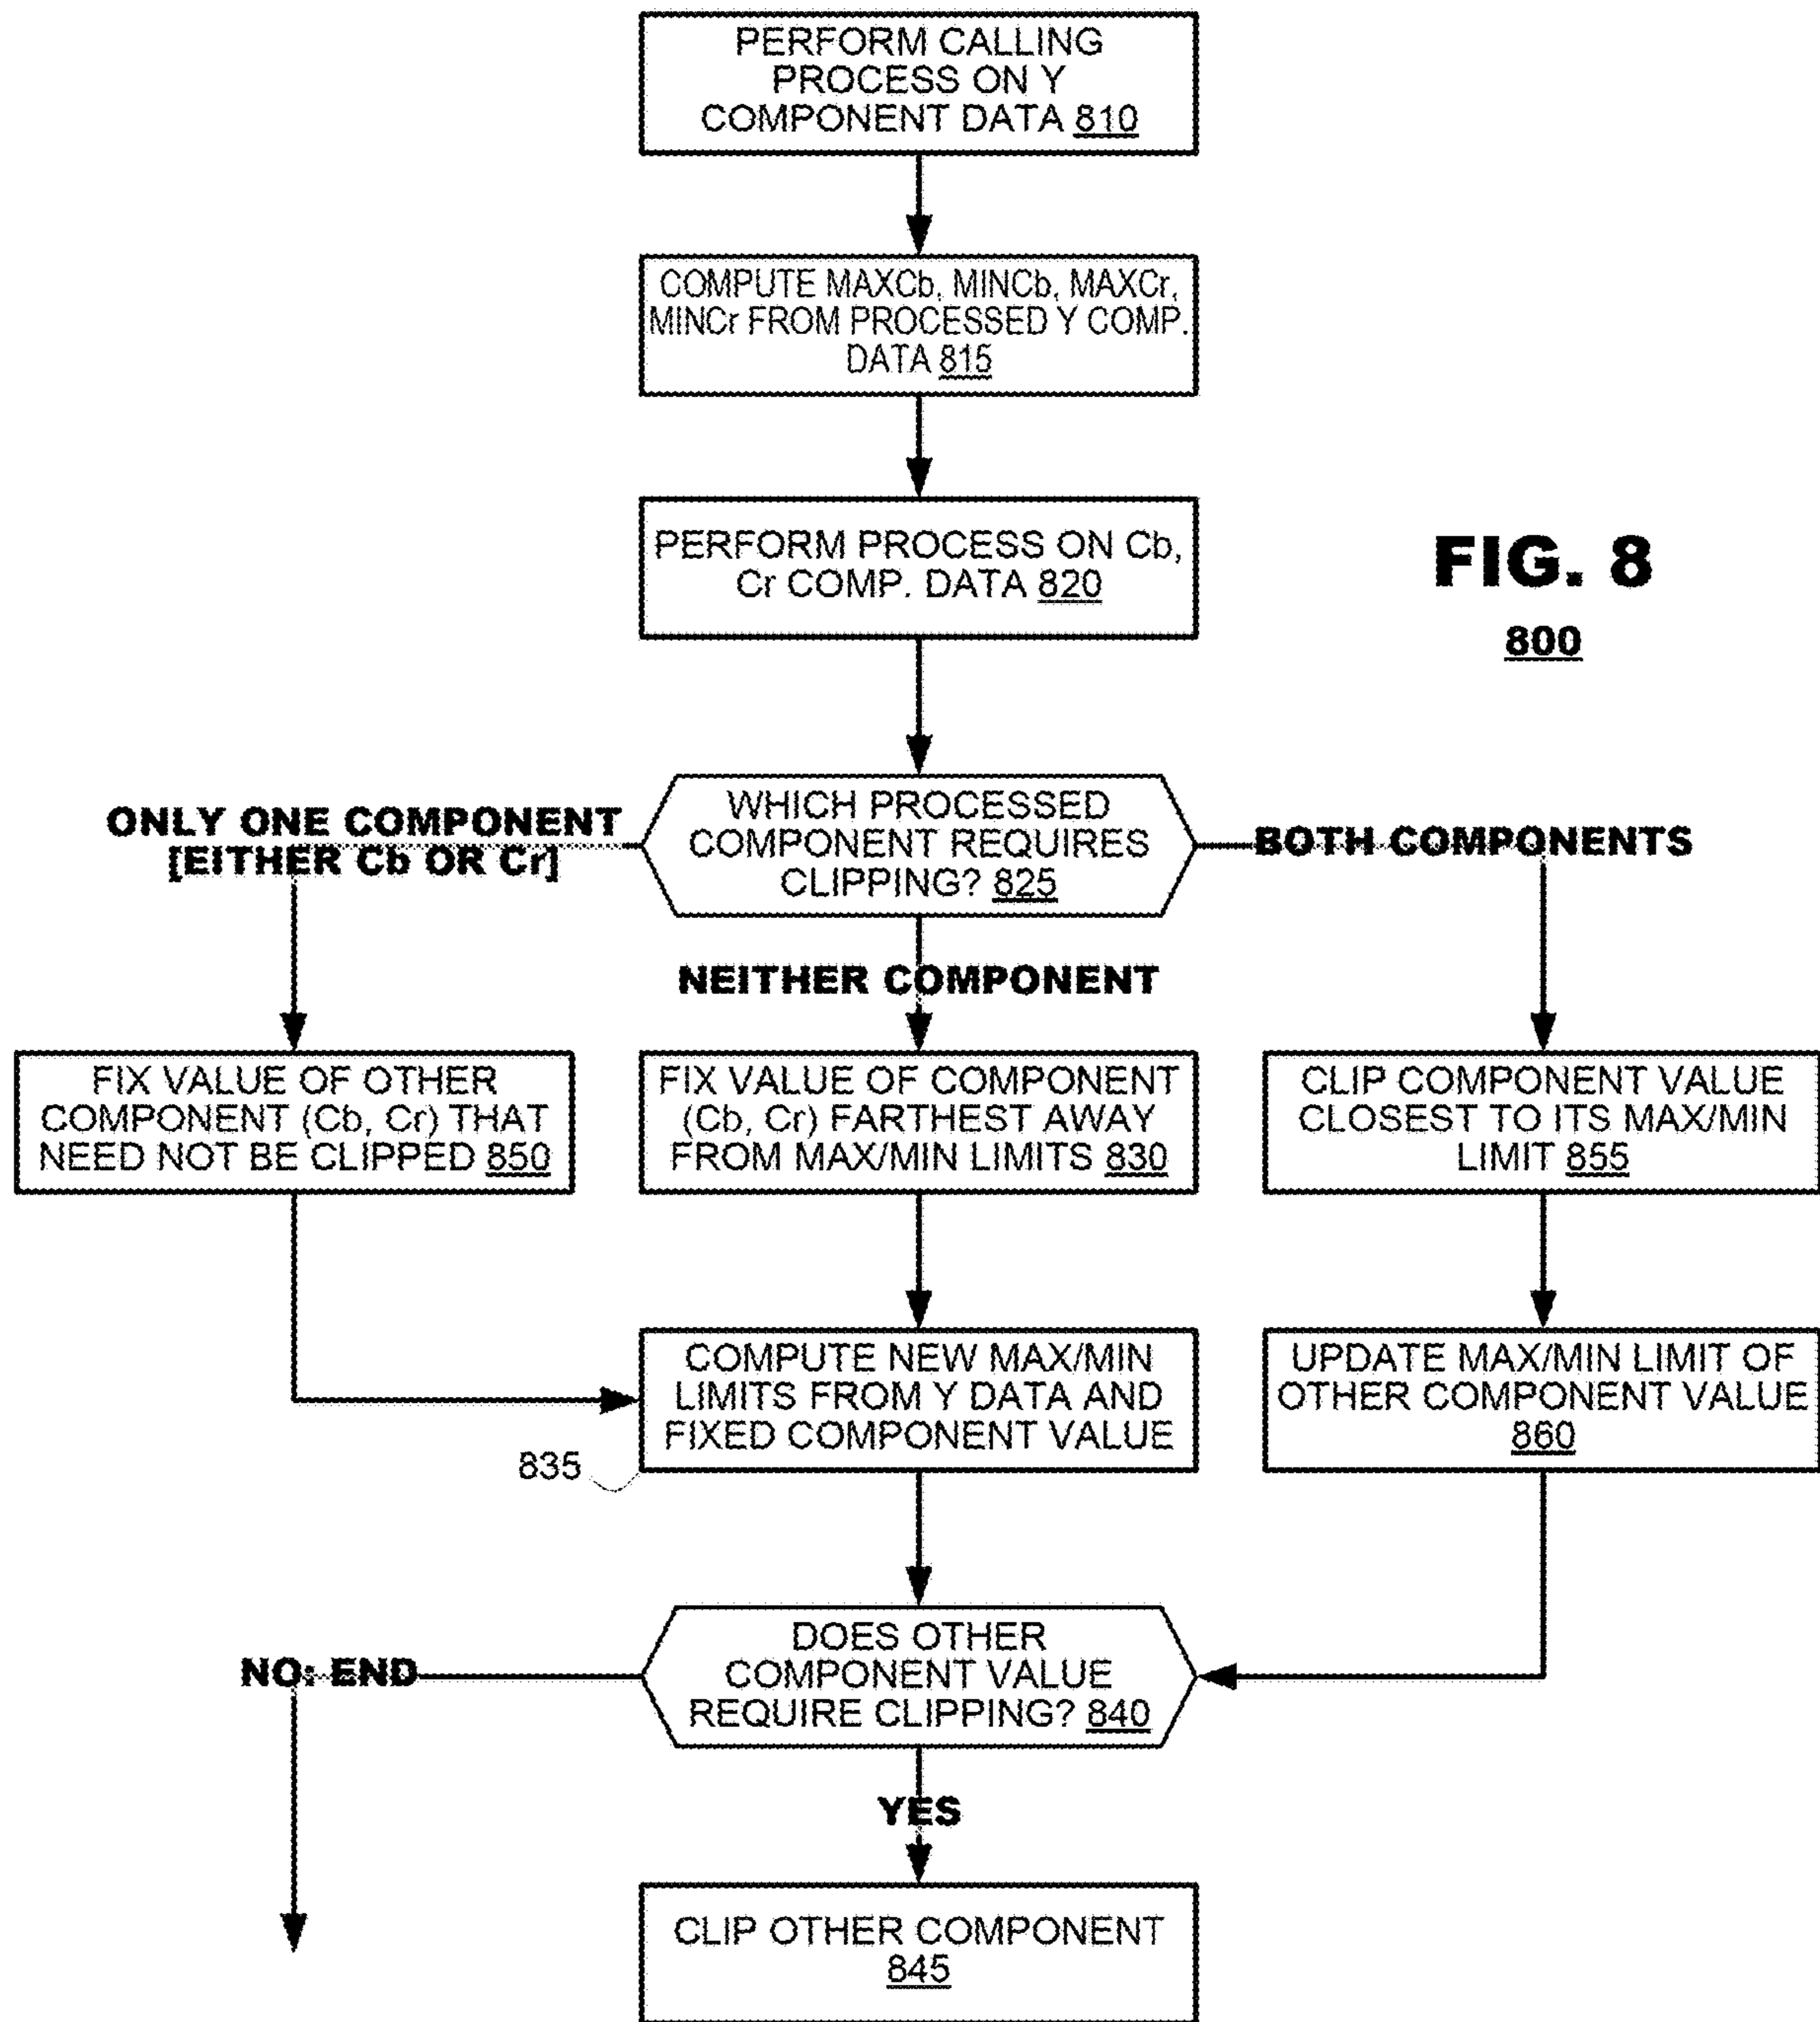 PERFORM CALLING
PROCESS ON Y
COMPONENT DATA 810
COMPUTE MAXCb, MINCb, MAXCr,
MINCr FROM PROCESSED Y COMP.
DATA 815
PERFORM PROCESS ON Cb,
Cr COMP. DATA 820
FIG. 8
800
WHICH PROCESSED
COMPONENT REQUIRES
CLIPPING? 825
ONLY ONE COMPONENT
[EITHER Cb OR Cr]
BOTH COMPONENTS
NEITHER COMPONENT
FIX VALUE OF OTHER
COMPONENT (Cb, Cr) THAT
NEED NOT BE CLIPPED 850
FIX VALUE OF COMPONENT
(Cb, Cr) FARTHEST AWAY
FROM MAX/MIN LIMITS 830
CLIP COMPONENT VALUE
CLOSEST TO ITS MAX/MIN
LIMIT 855
COMPUTE NEW MAX/MIN
LIMITS FROM Y DATA AND
FIXED COMPONENT VALUE
835
UPDATE MAX/MIN LIMIT OF
OTHER COMPONENT VALUE
860
DOES OTHER
COMPONENT VALUE
REQUIRE CLIPPING? 840
NO: END
YES
CLIP OTHER COMPONENT
845